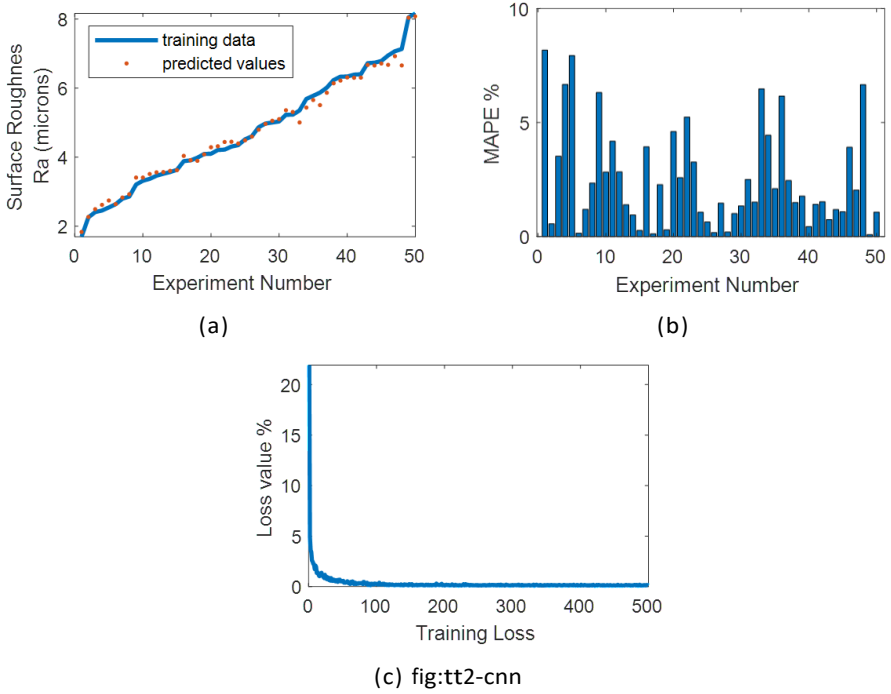 8
6
4
2
Surface Roughnes
Ra (microns)
training data
predicted values
0 10 20 30 40 50
Experiment Number
(a)
10
5
0
MAPE %
0 10 20 30 40 50
Experiment Number
(b)
20
15
10
5
0
Loss value %
0 100 200 300 400 500
Training Loss
(c) fig:tt2-cnn